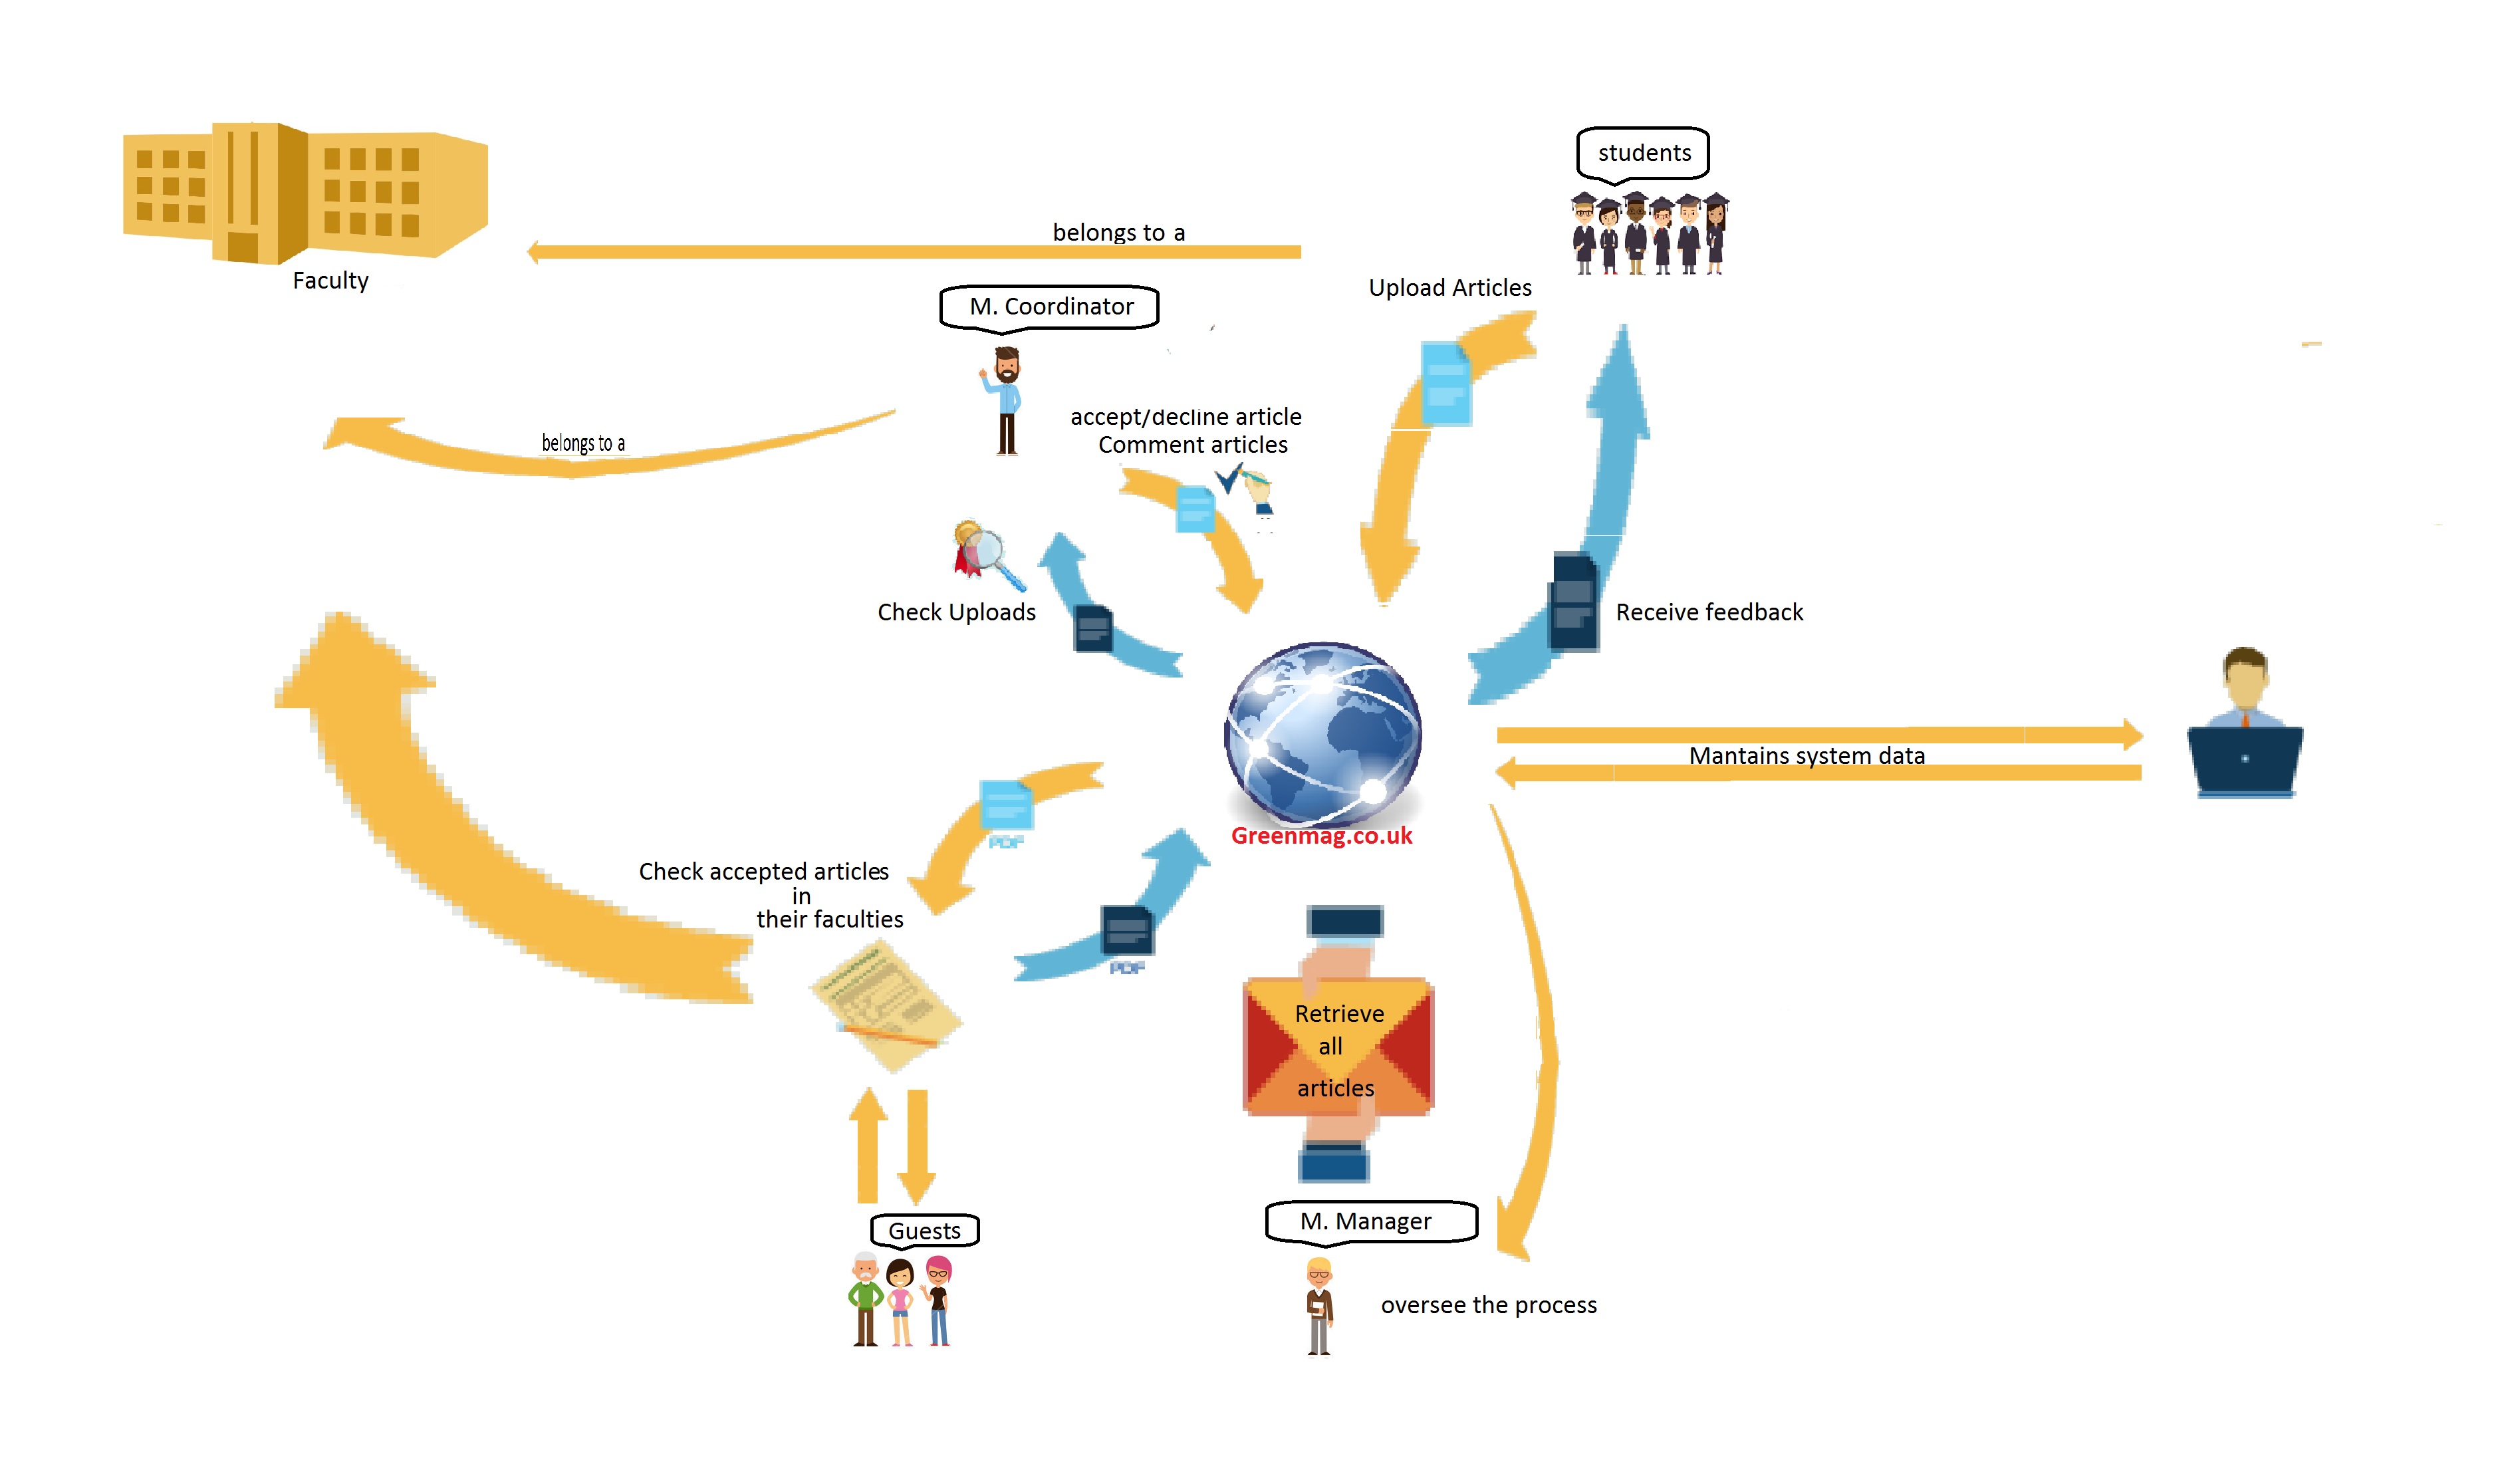 students
belongs to a
Faculty
Upload Articles
M. Coordinator
accept/decline article
Comment articles
belongs to a
Check Uploads
Receive feedback
Mantains system data
Greenmag.co.uk
PDF
Check accepted articles
in
their faculties
PDF
Retrieve
all
articles
M. Manager
Guests
oversee the process